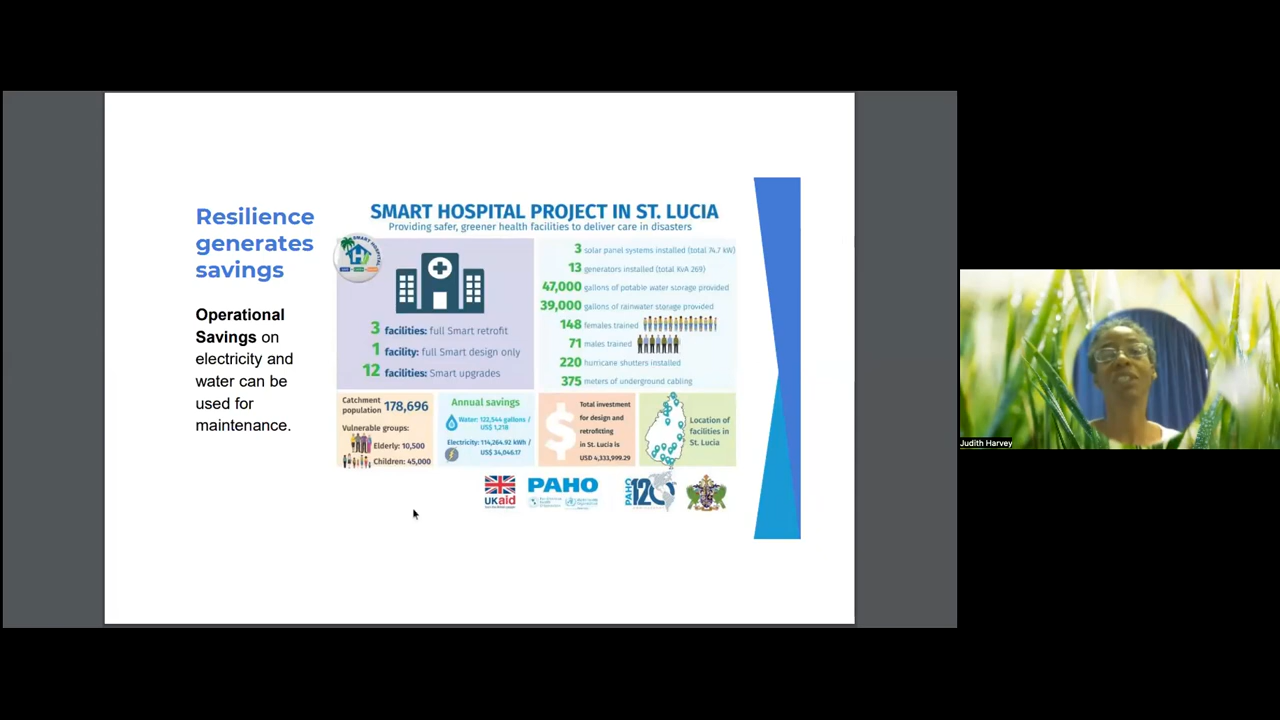 Resilience
generates
savings
Operational
Savings on
electricity and
water can be
used for
maintenance.
SMART HOSPITAL PROJECT IN ST. LUCIA
Providing safer, greener health facilities to deliver care in disasters
SMART HOSPITAL
3 facilities: full Smart retrofit
1 facility: full Smart design only
12 facilities: Smart upgrades
3 solar panel systems installed (total 74.7 kW)
13 generators installed (total KvA 269)
47,000 gallons of potable water storage provided
39,000 gallons of rainwater storage provided
148 females trained
71 males trained
220 hurricane shutters installed
375 meters of underground cabling
Catchment
population 178,696
Vulnerable groups:
Elderly: 10,500
Children: 45,000
Annual savings
Water: 122,544 gallons /
US$ 1,218
Electricity: 114,264.92 kWh /
US$ 34,046.17
Total investment
for design and
retrofitting
in St. Lucia is
USD 4,333,999.29
Location of
facilities in
St. Lucia
UKaid
PAHO
PAHO 120
Judith Harvey